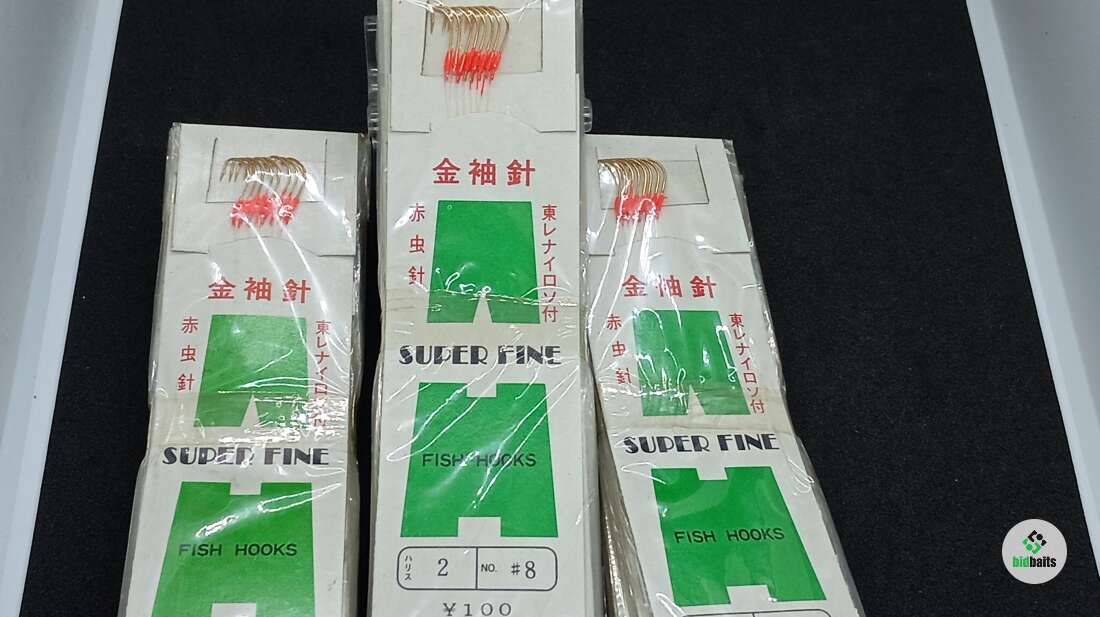 金袖針
赤虫針
東レナイロン付
SUPER FINE
FISH HOOKS
ハリス 2 NO. #8
¥100
金袖針
赤虫針
東レナイロン付
SUPER FINE
FISH HOOKS
金袖針
赤虫針
東レナイロン付
SUPER FINE
FISH HOOKS
bidbaits